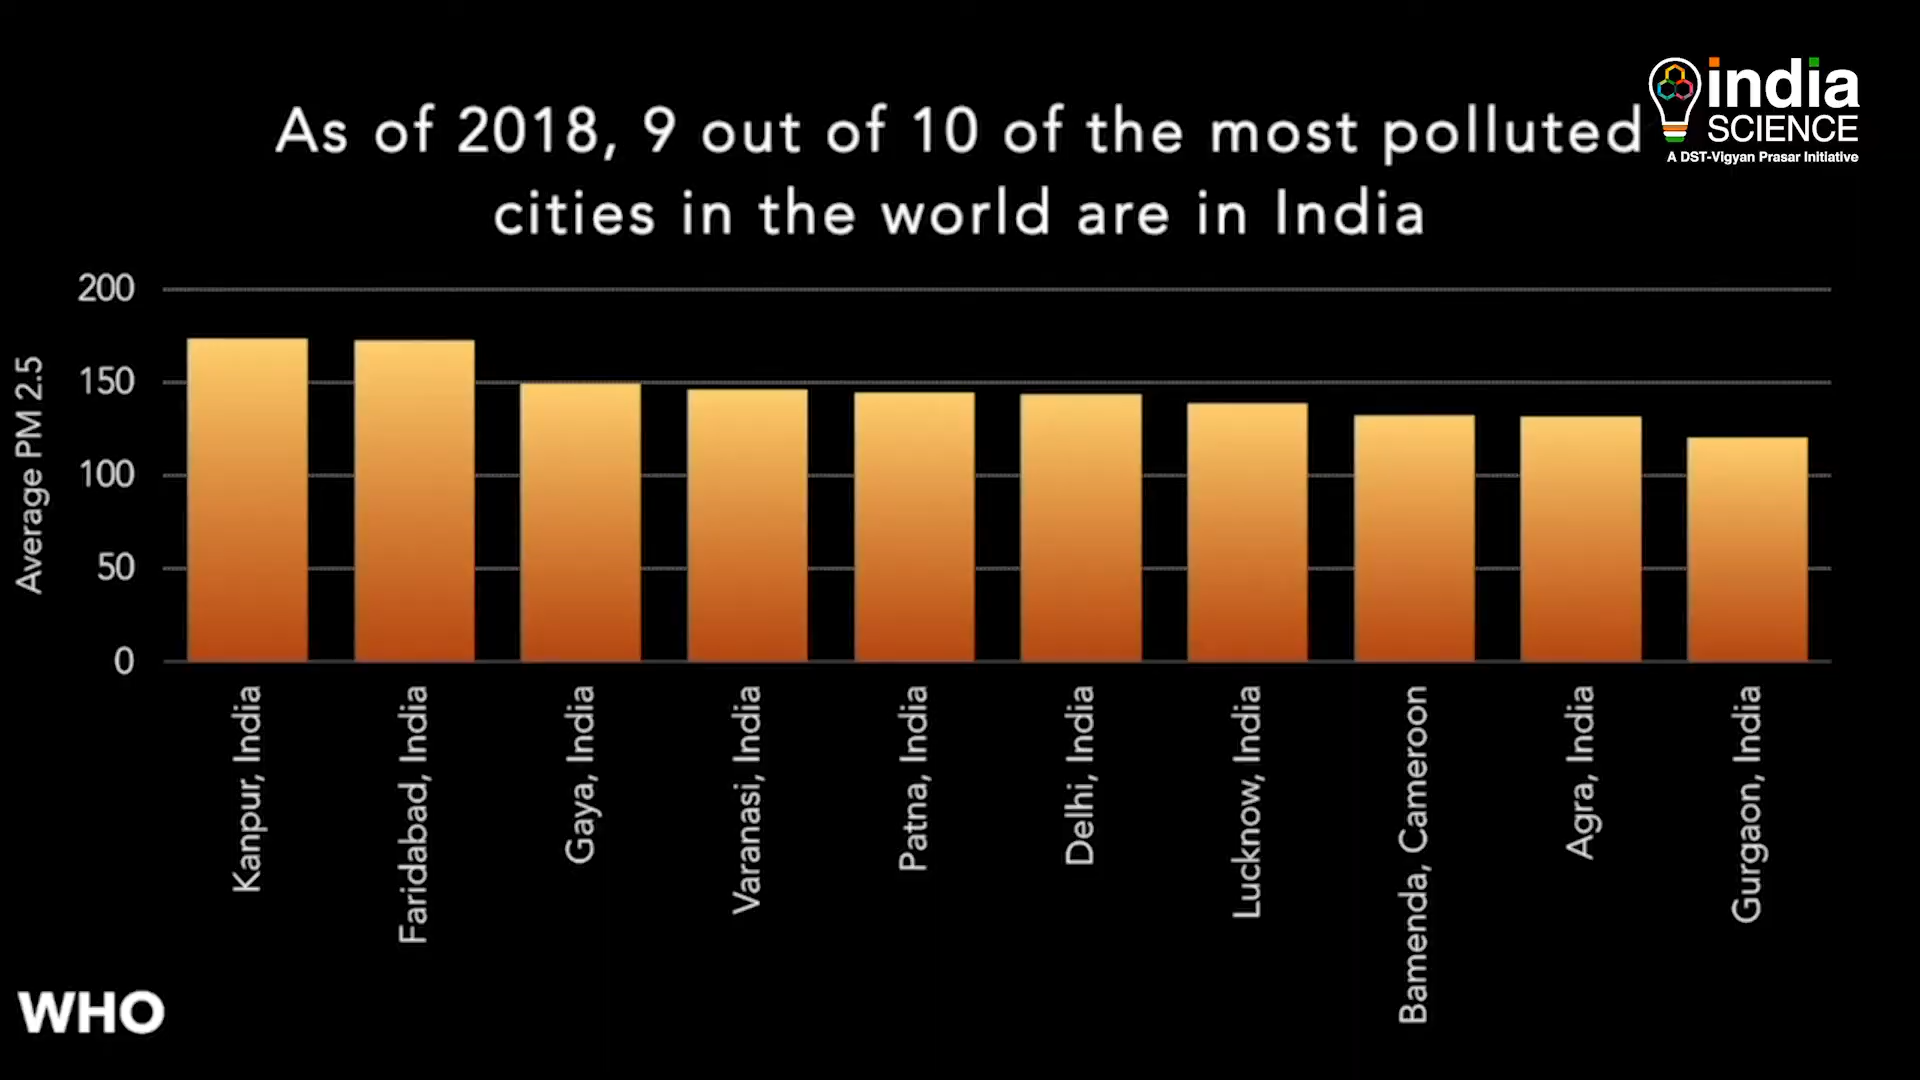 india
SCIENCE
A DST-Vigyan Prasar Initiative
As of 2018, 9 out of 10 of the most polluted
cities in the world are in India
Average PM 2.5
200
150
100
50
0
Kanpur, India
Faridabad, India
Gaya, India
Varanasi, India
Patna, India
Delhi, India
Lucknow, India
Bamenda, Cameroon
Agra, India
Gurgaon, India
WHO